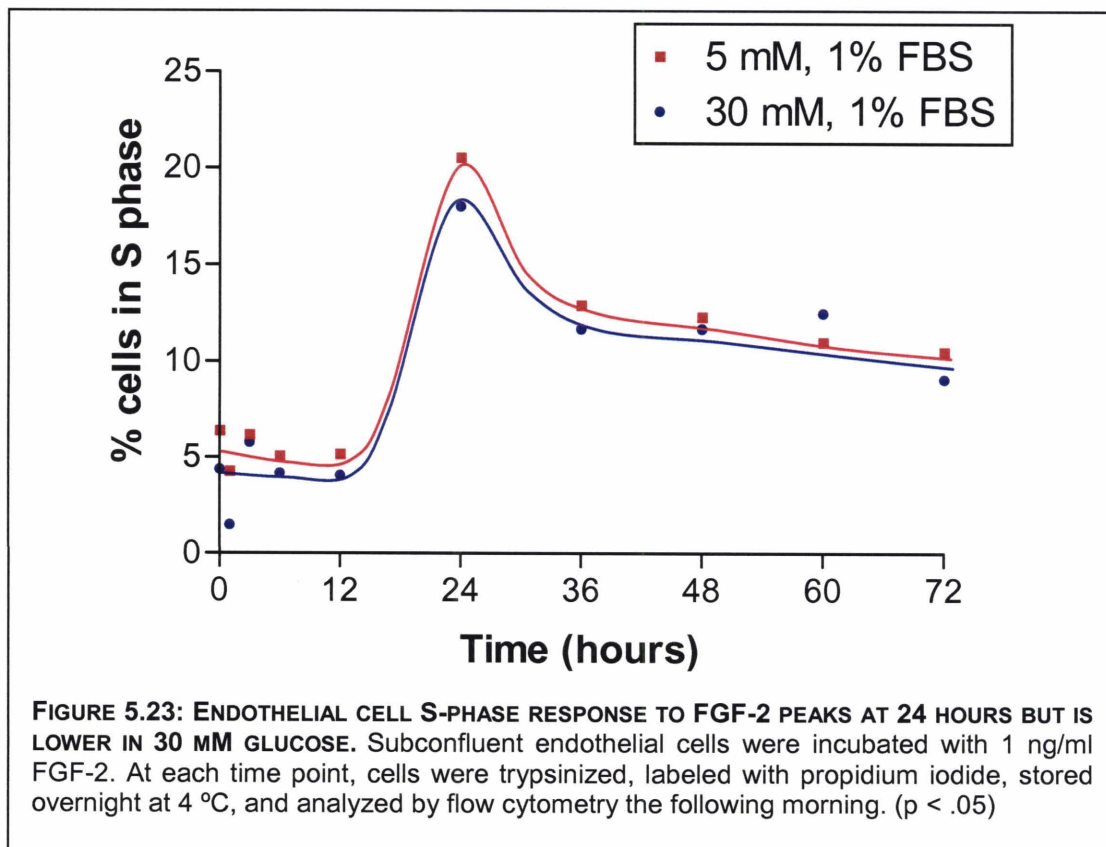 5 mM, 1% FBS
30 mM, 1% FBS
% cells in S phase
25
20
15
10
5
0
0 12 24 36 48 60 72
Time (hours)
FIGURE 5.23: ENDOTHELIAL CELL S-PHASE RESPONSE TO FGF-2 PEAKS AT 24 HOURS BUT IS
LOWER IN 30 MM GLUCOSE. Subconfluent endothelial cells were incubated with 1 ng/ml
FGF-2. At each time point, cells were trypsinized, labeled with propidium iodide, stored
overnight at 4 ºC, and analyzed by flow cytometry the following morning. (p < .05)